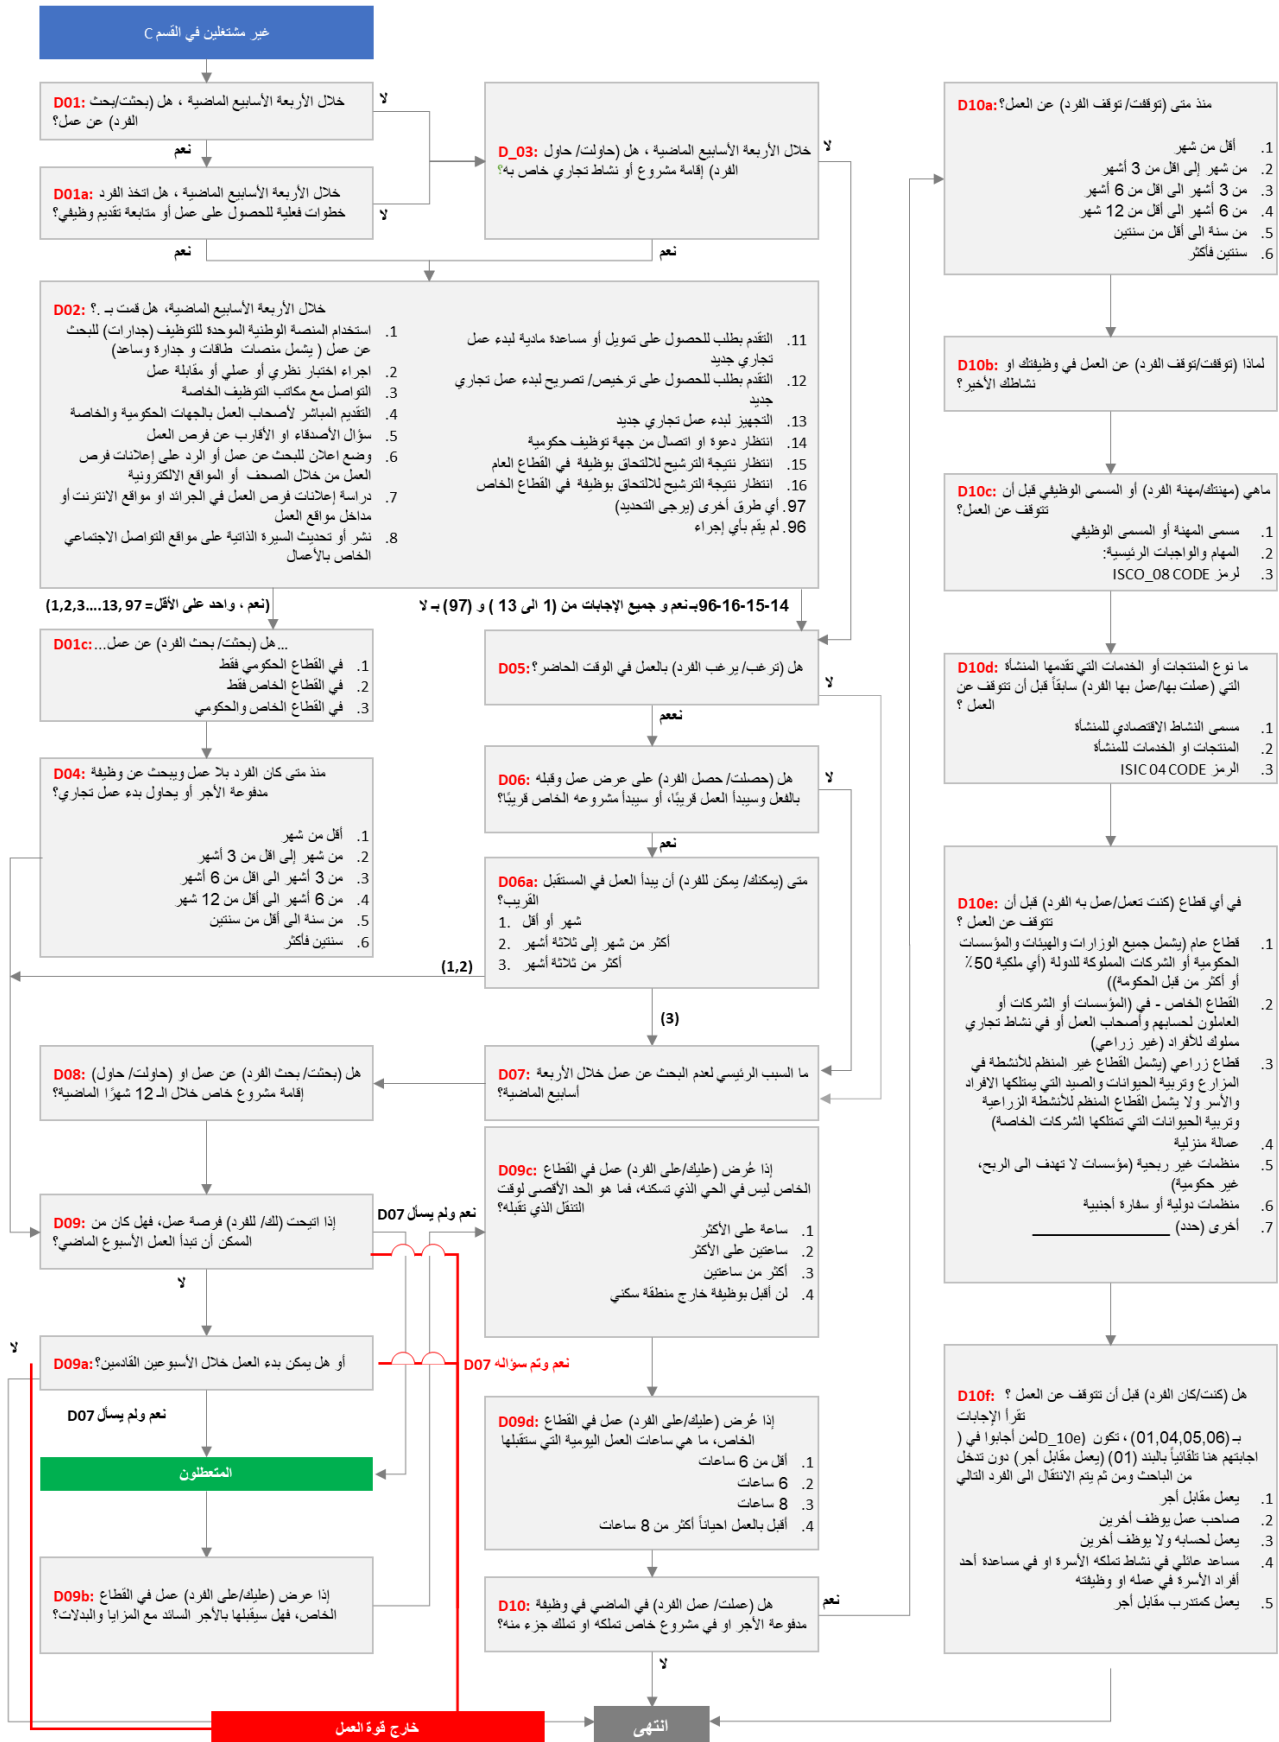 غير مشتغلين في القسم C
D01: خلال الأربعة الأسابيع الماضية ، هل (بحثت/بحث
الفرد) عن عمل؟
لا
نعم
D01a: خلال الأربعة الأسابيع الماضية ، هل اتخذ الفرد
خطوات فعلية للحصول على عمل أو متابعة تقديم وظيفي؟
لا
نعم
D_03: خلال الأربعة الأسابيع الماضية ، هل (حاولت/ حاول
الفرد) إقامة مشروع أو نشاط تجاري خاص به؟
لا
نعم
D02: خلال الأربعة الأسابيع الماضية، هل قمت بـ .؟
1. استخدام المنصة الوطنية الموحدة للتوظيف (جدارات) للبحث
عن عمل ( يشمل منصات طاقات و جدارة وساعد)
2. اجراء اختبار نظري أو عملي أو مقابلة عمل
3. التواصل مع مكاتب التوظيف الخاصة
4. التقديم المباشر لأصحاب العمل بالجهات الحكومية والخاصة
5. سؤال الأصدقاء او الأقارب عن فرص العمل
6. وضع اعلان للبحث عن عمل أو الرد على إعلانات فرص
العمل من خلال الصحف أو المواقع الالكترونية
7. دراسة إعلانات فرص العمل في الجرائد او مواقع الانترنت أو
مداخل مواقع العمل
8. نشر أو تحديث السيرة الذاتية على مواقع التواصل الاجتماعي
الخاص بالأعمال
11. التقدم بطلب للحصول على تمويل أو مساعدة مادية لبدء عمل
تجاري جديد
12. التقدم بطلب للحصول على ترخيص/ تصريح لبدء عمل تجاري
جديد
13. التجهيز لبدء عمل تجاري جديد
14. انتظار دعوة او اتصال من جهة توظيف حكومية
15. انتظار نتيجة الترشيح للالتحاق بوظيفة في القطاع العام
16. انتظار نتيجة الترشيح للالتحاق بوظيفة في القطاع الخاص
97. أي طرق أخرى (يرجى التحديد)
96. لم يقم بأي إجراء
(نعم ، واحد على الأقل= 97 ,13....1,2,3)
14-15-16-96بـ نعم و جميع الإجابات من (1 الى 13 ) و (97) بـ لا
D01c: ...هل (بحثت/ بحث الفرد) عن عمل...
1. في القطاع الحكومي فقط
2. في القطاع الخاص فقط
3. في القطاع الخاص والحكومي
D04: منذ متى كان الفرد بلا عمل ويبحث عن وظيفة
مدفوعة الأجر أو يحاول بدء عمل تجاري؟
1. أقل من شهر
2. من شهر إلى اقل من 3 أشهر
3. من 3 أشهر الى اقل من 6 أشهر
4. من 6 أشهر الى أقل من 12 شهر
5. من سنة الى أقل من سنتين
6. سنتين فأكثر
D05: هل (ترغب/ يرغب الفرد) بالعمل في الوقت الحاضر؟
لا
نععم
D06: هل (حصلت/ حصل الفرد) على عرض عمل وقبله
بالفعل وسيبدأ العمل قريبًا، أو سيبدأ مشروعه الخاص قريبًا؟
لا
نعم
D06a: متى (يمكنك/ يمكن للفرد) أن يبدأ العمل في المستقبل
القريب؟
1. شهر أو أقل
2. أكثر من شهر إلى ثلاثة أشهر
3. أكثر من ثلاثة أشهر
(1,2)
(3)
D07: ما السبب الرئيسي لعدم البحث عن عمل خلال الأربعة
أسابيع الماضية؟
D08: هل (بحثت/ بحث الفرد) عن عمل او (حاولت/ حاول)
إقامة مشروع خاص خلال الـ 12 شهرًا الماضية؟
D09: إذا اتيحت (لك/ للفرد) فرصة عمل، فهل كان من
الممكن أن تبدأ العمل الأسبوع الماضي؟
نعم ولم يسأل D07
لا
D09a: أو هل يمكن بدء العمل خلال الأسبوعين القادمين؟
لا
نعم وتم سؤاله D07
نعم ولم يسأل D07
المتعطلون
D09b: إذا عرض (عليك/على الفرد) عمل في القطاع
الخاص، فهل سيقبلها بالأجر السائد مع المزايا والبدلات؟
D09c: إذا عُرض (عليك/على الفرد) عمل في القطاع
الخاص ليس في الحي الذي تسكنه، فما هو الحد الأقصى لوقت
التنقل الذي تقبله؟
1. ساعة على الأكثر
2. ساعتين على الأكثر
3. أكثر من ساعتين
4. لن أقبل بوظيفة خارج منطقة سكني
D09d: إذا عُرض (عليك/على الفرد) عمل في القطاع
الخاص، ما هي ساعات العمل اليومية التي ستقبلها
1. أقل من 6 ساعات
2. 6 ساعات
3. 8 ساعات
4. أقبل بالعمل احياناً أكثر من 8 ساعات
D10: هل (عملت/ عمل الفرد) في الماضي في وظيفة
مدفوعة الأجر او في مشروع خاص تملكه او تملك جزء منه؟
نعم
لا
خارج قوة العمل
انتهى
D10a: منذ متى (توقفت/ توقف الفرد) عن العمل؟
1. أقل من شهر
2. من شهر إلى اقل من 3 أشهر
3. من 3 أشهر الى اقل من 6 أشهر
4. من 6 أشهر الى أقل من 12 شهر
5. من سنة الى أقل من سنتين
6. سنتين فأكثر
D10b: لماذا (توقفت/توقف الفرد) عن العمل في وظيفتك او
نشاطك الأخير؟
D10c: ماهي (مهنتك/مهنة الفرد) أو المسمى الوظيفي قبل أن
تتوقف عن العمل؟
1. مسمى المهنة أو المسمى الوظيفي
2. المهام والواجبات الرئيسية:
3. لرمز ISCO_08 CODE
D10d: ما نوع المنتجات أو الخدمات التي تقدمها المنشأة
التي (عملت بها/عمل بها الفرد) سابقاً قبل أن تتوقف عن
العمل ؟
1. مسمى النشاط الاقتصادي للمنشأة
2. المنتجات او الخدمات للمنشأة
3. الرمز ISIC 04 CODE
D10e: في أي قطاع (كنت تعمل/عمل به الفرد) قبل أن
تتوقف عن العمل ؟
1. قطاع عام (يشمل جميع الوزارات والهيئات والمؤسسات
الحكومية أو الشركات المملوكة للدولة (أي ملكية 50٪
أو أكثر من قبل الحكومة))
2. القطاع الخاص - في (المؤسسات أو الشركات أو
العاملون لحسابهم وأصحاب العمل أو في نشاط تجاري
مملوك للأفراد (غير زراعي)
3. قطاع زراعي (يشمل القطاع غير المنظم للأنشطة في
المزارع وتربية الحيوانات والصيد التي يمتلكها الافراد
والأسر ولا يشمل القطاع المنظم للأنشطة الزراعية
وتربية الحيوانات التي تمتلكها الشركات الخاصة)
4. عمالة منزلية
5. منظمات غير ربحية (مؤسسات لا تهدف الى الربح،
غير حكومية)
6. منظمات دولية أو سفارة أجنبية
7. أخرى (حدد) ________________
D10f: هل (كنت/كان الفرد) قبل أن تتوقف عن العمل ؟
تقرأ الإجابات
لمن أجابوا في ( D_10e) بـ (01,04,05,06) ، تكون
اجابتهم هنا تلقائياً بالبند (01) (يعمل مقابل أجر) دون تدخل
من الباحث ومن ثم يتم الانتقال الى الفرد التالي
1. يعمل مقابل أجر
2. صاحب عمل يوظف أخرين
3. يعمل لحسابه ولا يوظف أخرين
4. مساعد عائلي في نشاط تملكه الأسرة او في مساعدة أحد
أفراد الأسرة في عمله او وظيفته
5. يعمل كمتدرب مقابل أجر